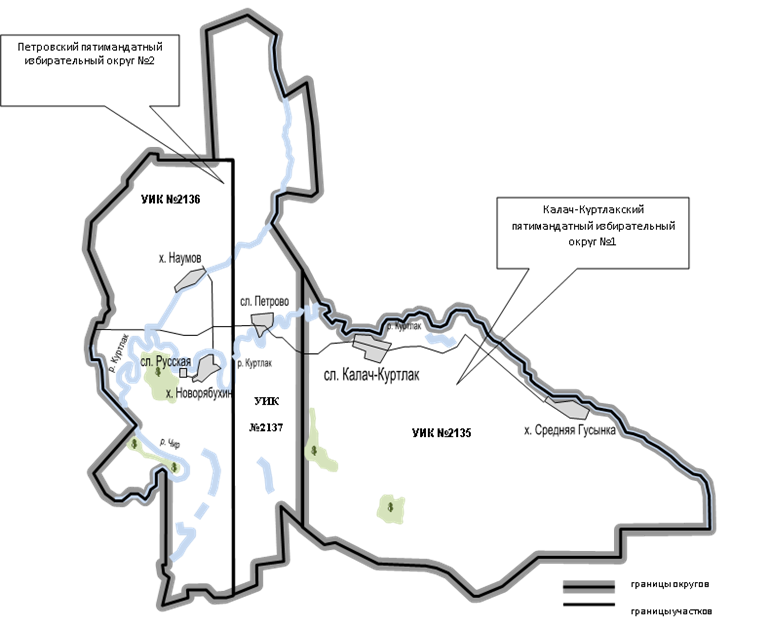 Петровский пятимандатный
избирательный округ №2
УИК №2136
Калач-Куртлакский
пятимандатный избирательный
округ №1
х. Наумов
сл. Петрово
р. Куртлак
р. Куртлак
сл. Русская
р. Куртлак
сл. Калач-Куртлак
х. Новорябухин
УИК
№2137
х. Средняя Гусынка
УИК №2135
р. Чир
границы округов
границы участков